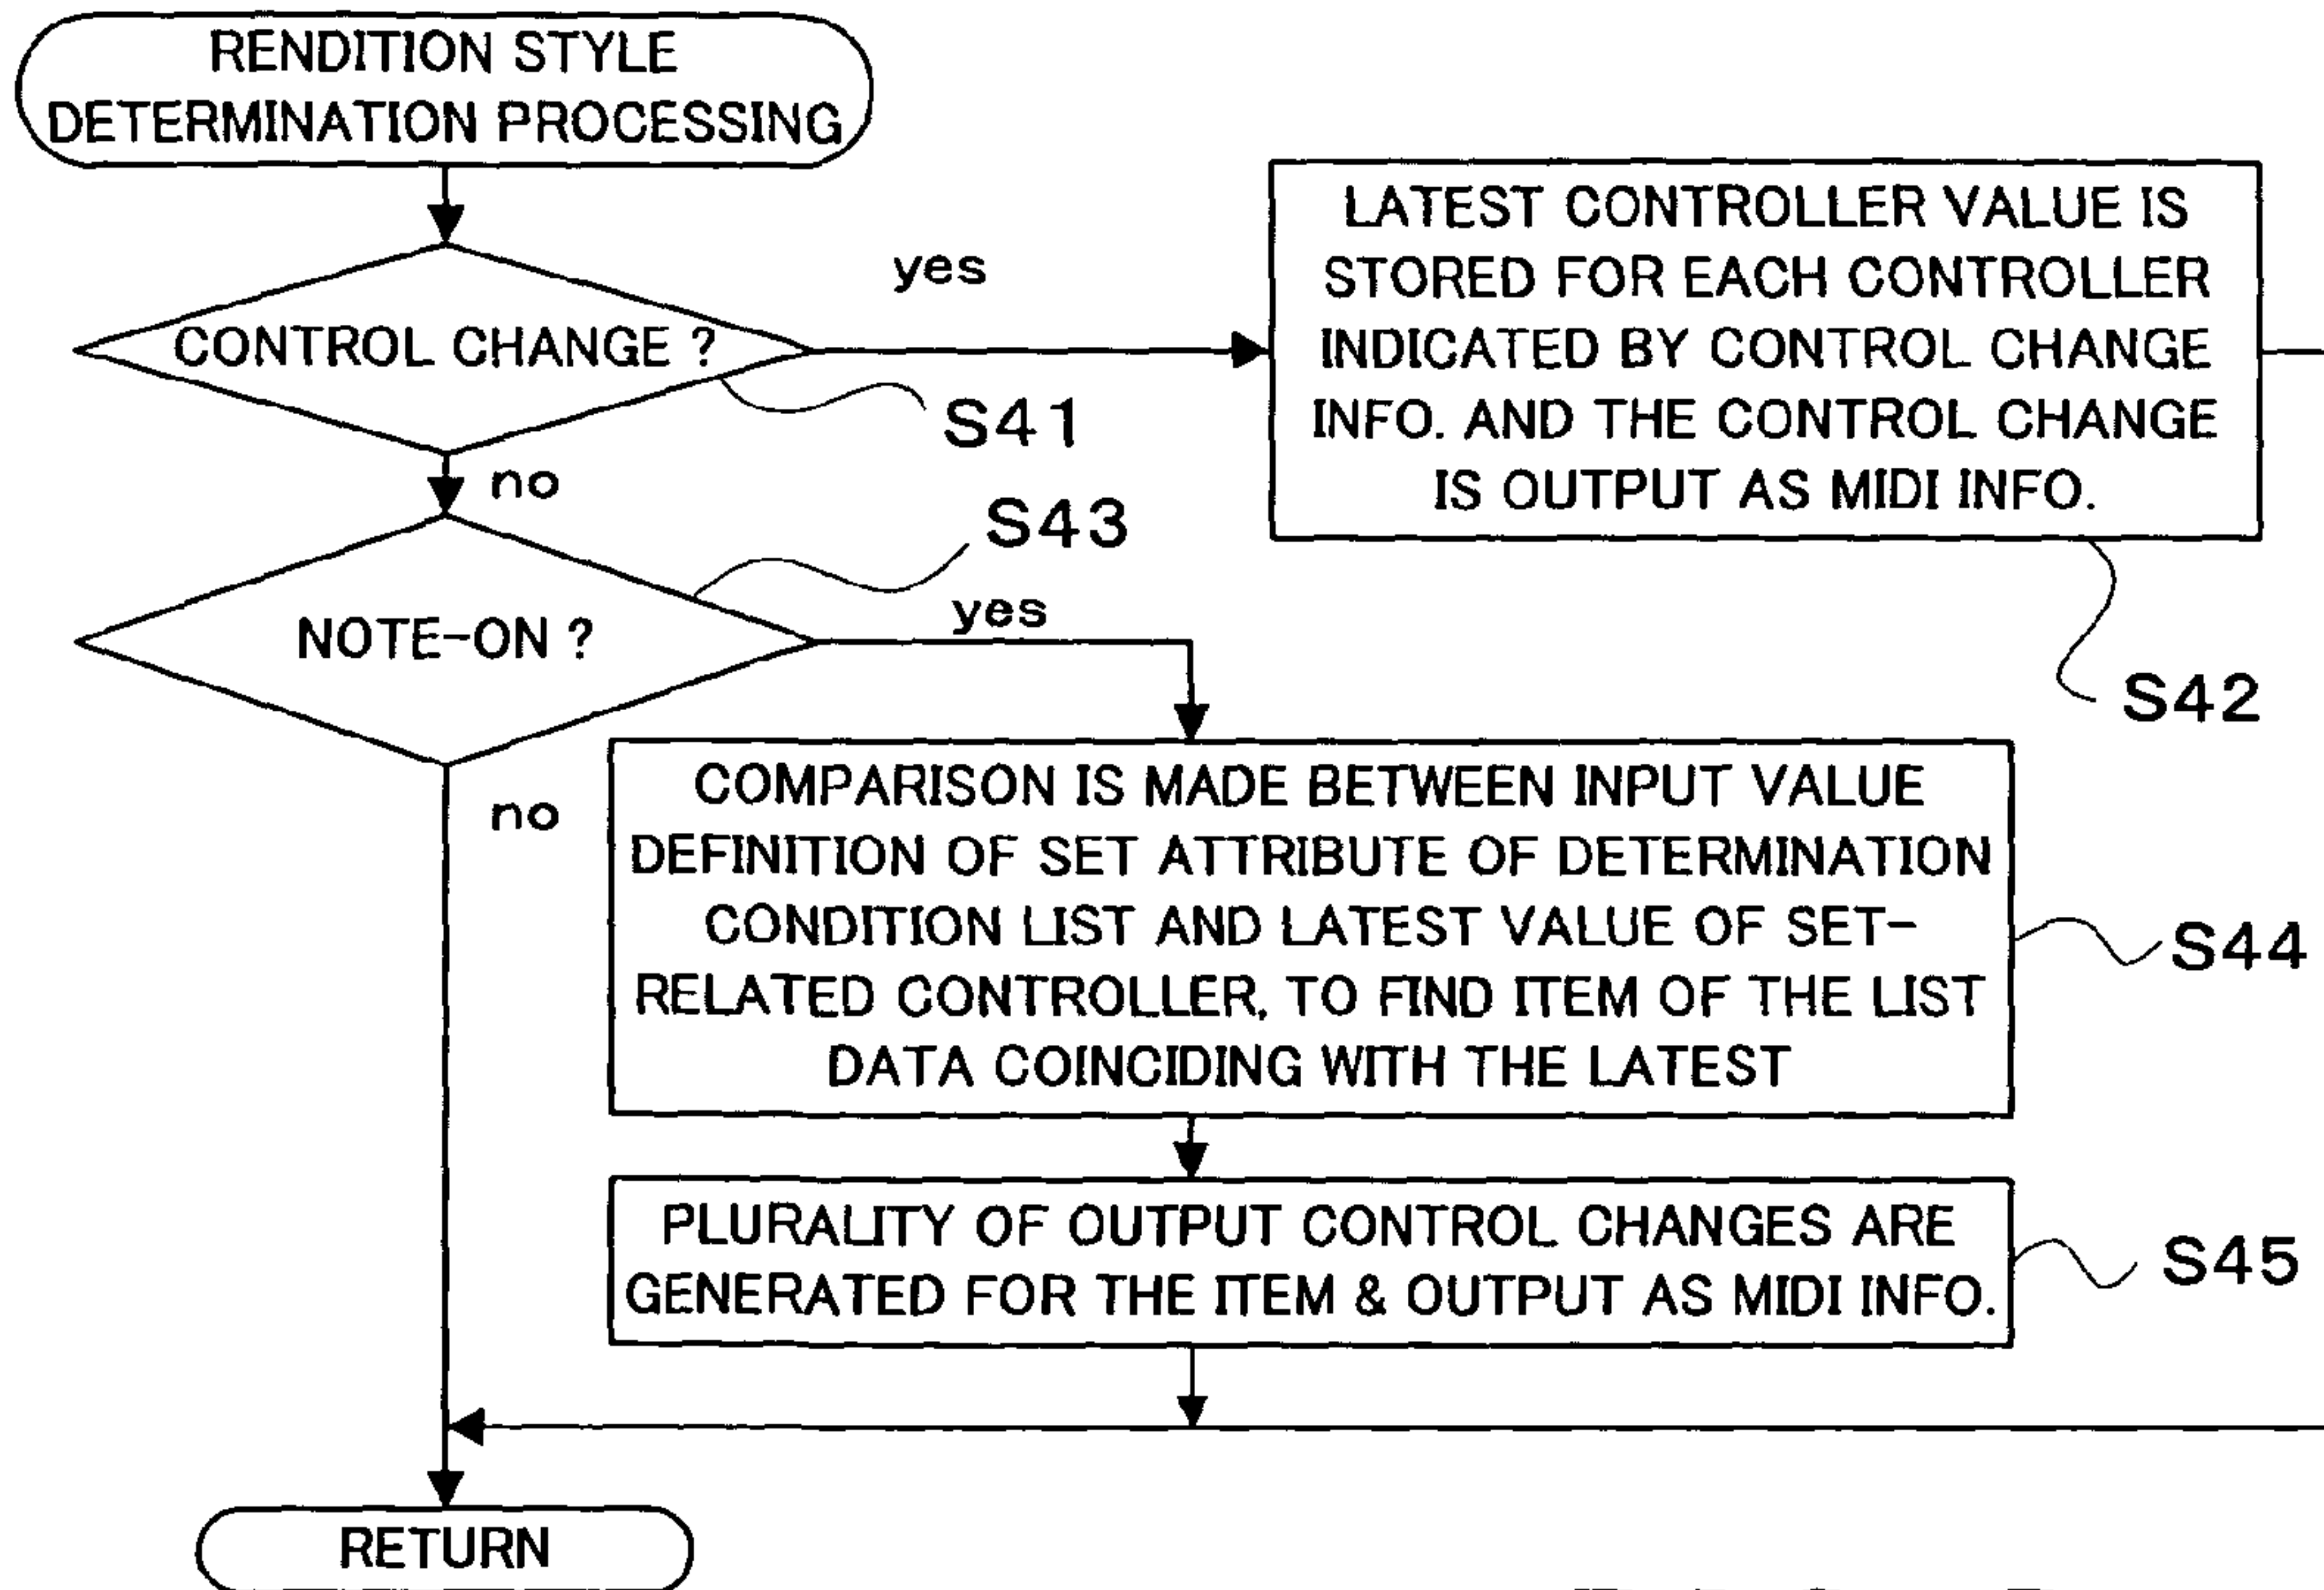 RENDITION STYLE
DETERMINATION PROCESSING
CONTROL CHANGE ?
yes
S41
no
LATEST CONTROLLER VALUE IS
STORED FOR EACH CONTROLLER
INDICATED BY CONTROL CHANGE
INFO. AND THE CONTROL CHANGE
IS OUTPUT AS MIDI INFO.
S42
S43
NOTE-ON ?
yes
no
COMPARISON IS MADE BETWEEN INPUT VALUE
DEFINITION OF SET ATTRIBUTE OF DETERMINATION
CONDITION LIST AND LATEST VALUE OF SET-
RELATED CONTROLLER, TO FIND ITEM OF THE LIST
DATA COINCIDING WITH THE LATEST
S44
PLURALITY OF OUTPUT CONTROL CHANGES ARE
GENERATED FOR THE ITEM & OUTPUT AS MIDI INFO.
S45
RETURN